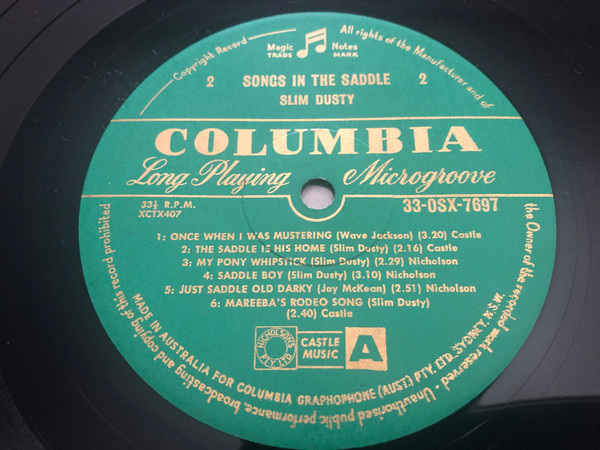 Copyright Record
Magic Notes
TRADE MARK
All rights of the Manufacturer and of
2 SONGS IN THE SADDLE 2
SLIM DUSTY
COLUMBIA
Long Playing Microgroove
33⅓ R.P.M.
XCTX407
33-OSX-7697
1: ONCE WHEN I WAS MUSTERING (Wave Jackson) (3.20) Castle
2: THE SADDLE IS HIS HOME (Slim Dusty) (2.16) Castle
3: MY PONY WHIPSTICK (Slim Dusty) (2.29) Nicholson
4: SADDLE BOY (Slim Dusty) (3.10) Nicholson
5: JUST SADDLE OLD DARKY (Joy McKean) (2.51) Nicholson
6: MAREEBA'S RODEO SONG (Slim Dusty)
(2.40) Castle
NICHOLSON'S
PTY. LTD.
CASTLE
MUSIC
A
MADE IN AUSTRALIA FOR COLUMBIA GRAPHOPHONE (AUST.) PTY. LTD. SYDNEY, N.S.W.
the Owner of the recorded work reserved. Unauthorised public performance, broadcasting and copying of this record prohibited